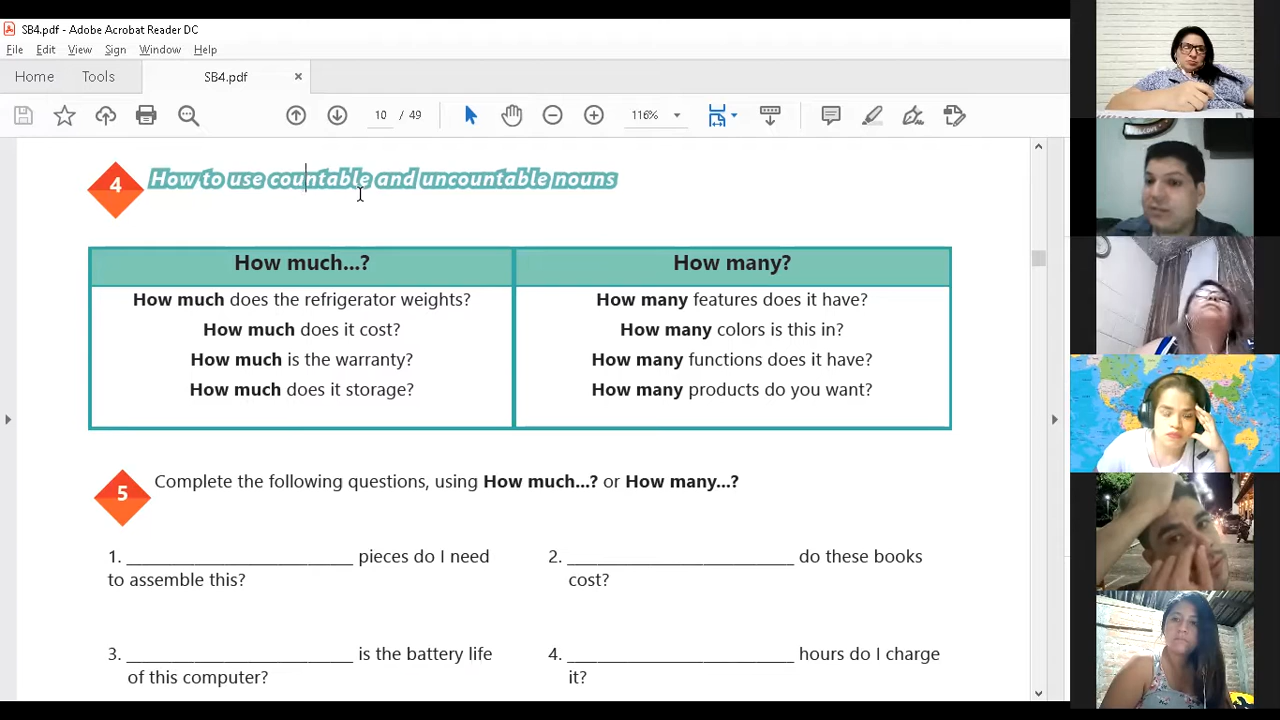 SB4.pdf - Adobe Acrobat Reader DC
File Edit View Sign Window Help
Home Tools SB4.pdf ×
10 / 49 116%
4 How to use countable and uncountable nouns
How much...? How many?
How much does the refrigerator weights? How many features does it have?
How much does it cost? How many colors is this in?
How much is the warranty? How many functions does it have?
How much does it storage? How many products do you want?
5 Complete the following questions, using How much...? or How many...?
1. ______________________ pieces do I need 2. ______________________ do these books
to assemble this? cost?
3. ______________________ is the battery life 4. ______________________ hours do I charge
of this computer? it?